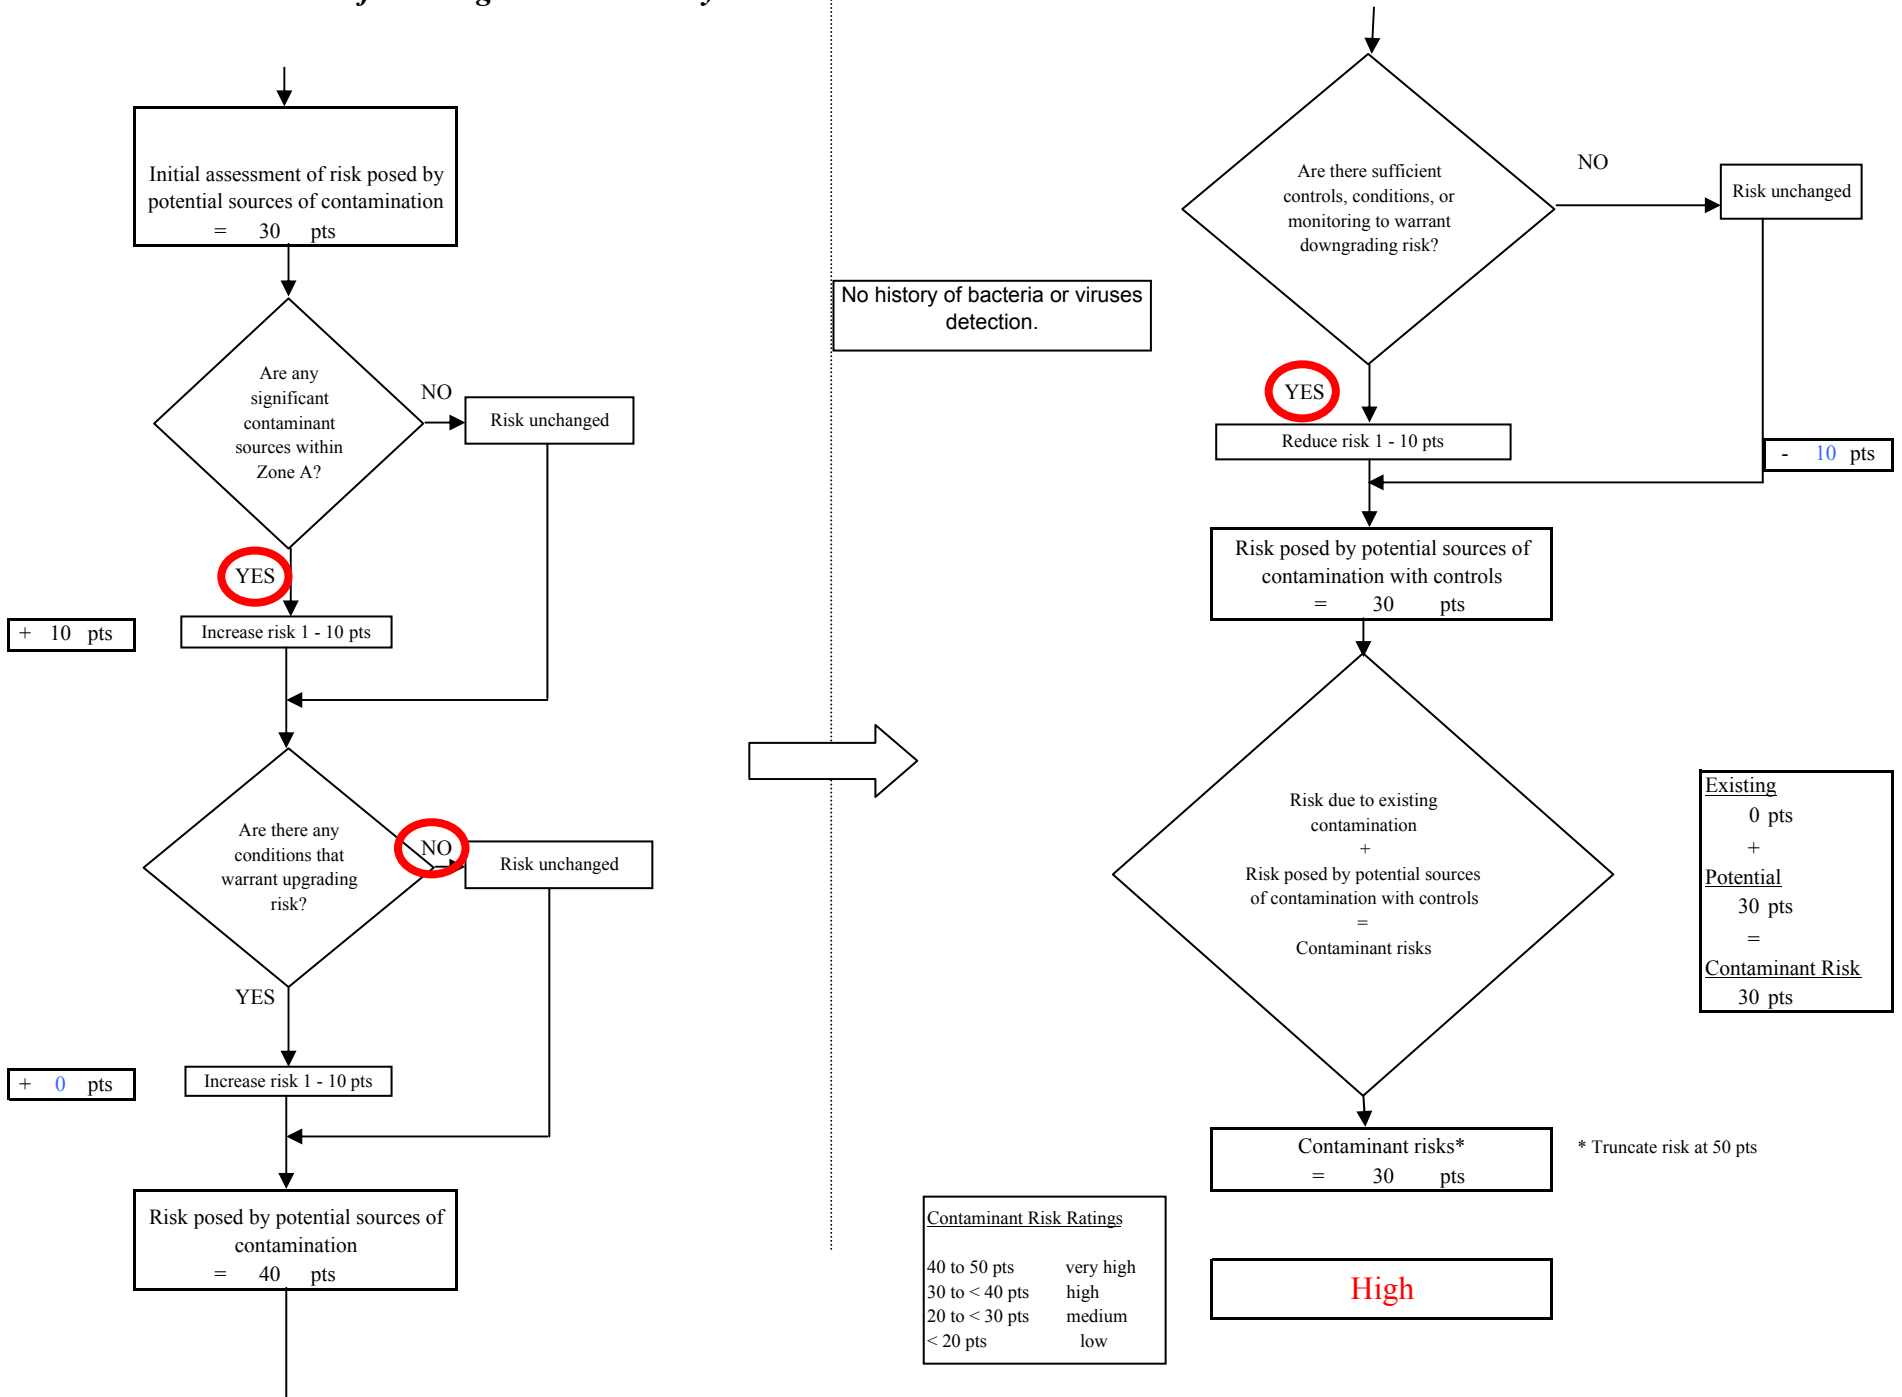 Initial assessment of risk posed by
potential sources of contamination
= 30 pts
Are any
significant
contaminant
sources within
Zone A?
NO
Risk unchanged
YES
+ 10 pts
Increase risk 1 - 10 pts
Are there any
conditions that
warrant upgrading
risk?
NO
Risk unchanged
YES
+ 0 pts
Increase risk 1 - 10 pts
Risk posed by potential sources of
contamination
= 40 pts
Are there sufficient
controls, conditions, or
monitoring to warrant
downgrading risk?
NO
Risk unchanged
No history of bacteria or viruses
detection.
YES
Reduce risk 1 - 10 pts
- 10 pts
Risk posed by potential sources of
contamination with controls
= 30 pts
Risk due to existing
contamination
+
Risk posed by potential sources
of contamination with controls
=
Contaminant risks
Existing
0 pts
+
Potential
30 pts
=
Contaminant Risk
30 pts
Contaminant risks*
= 30 pts
* Truncate risk at 50 pts
Contaminant Risk Ratings
40 to 50 pts very high
30 to < 40 pts high
20 to < 30 pts medium
< 20 pts low
High